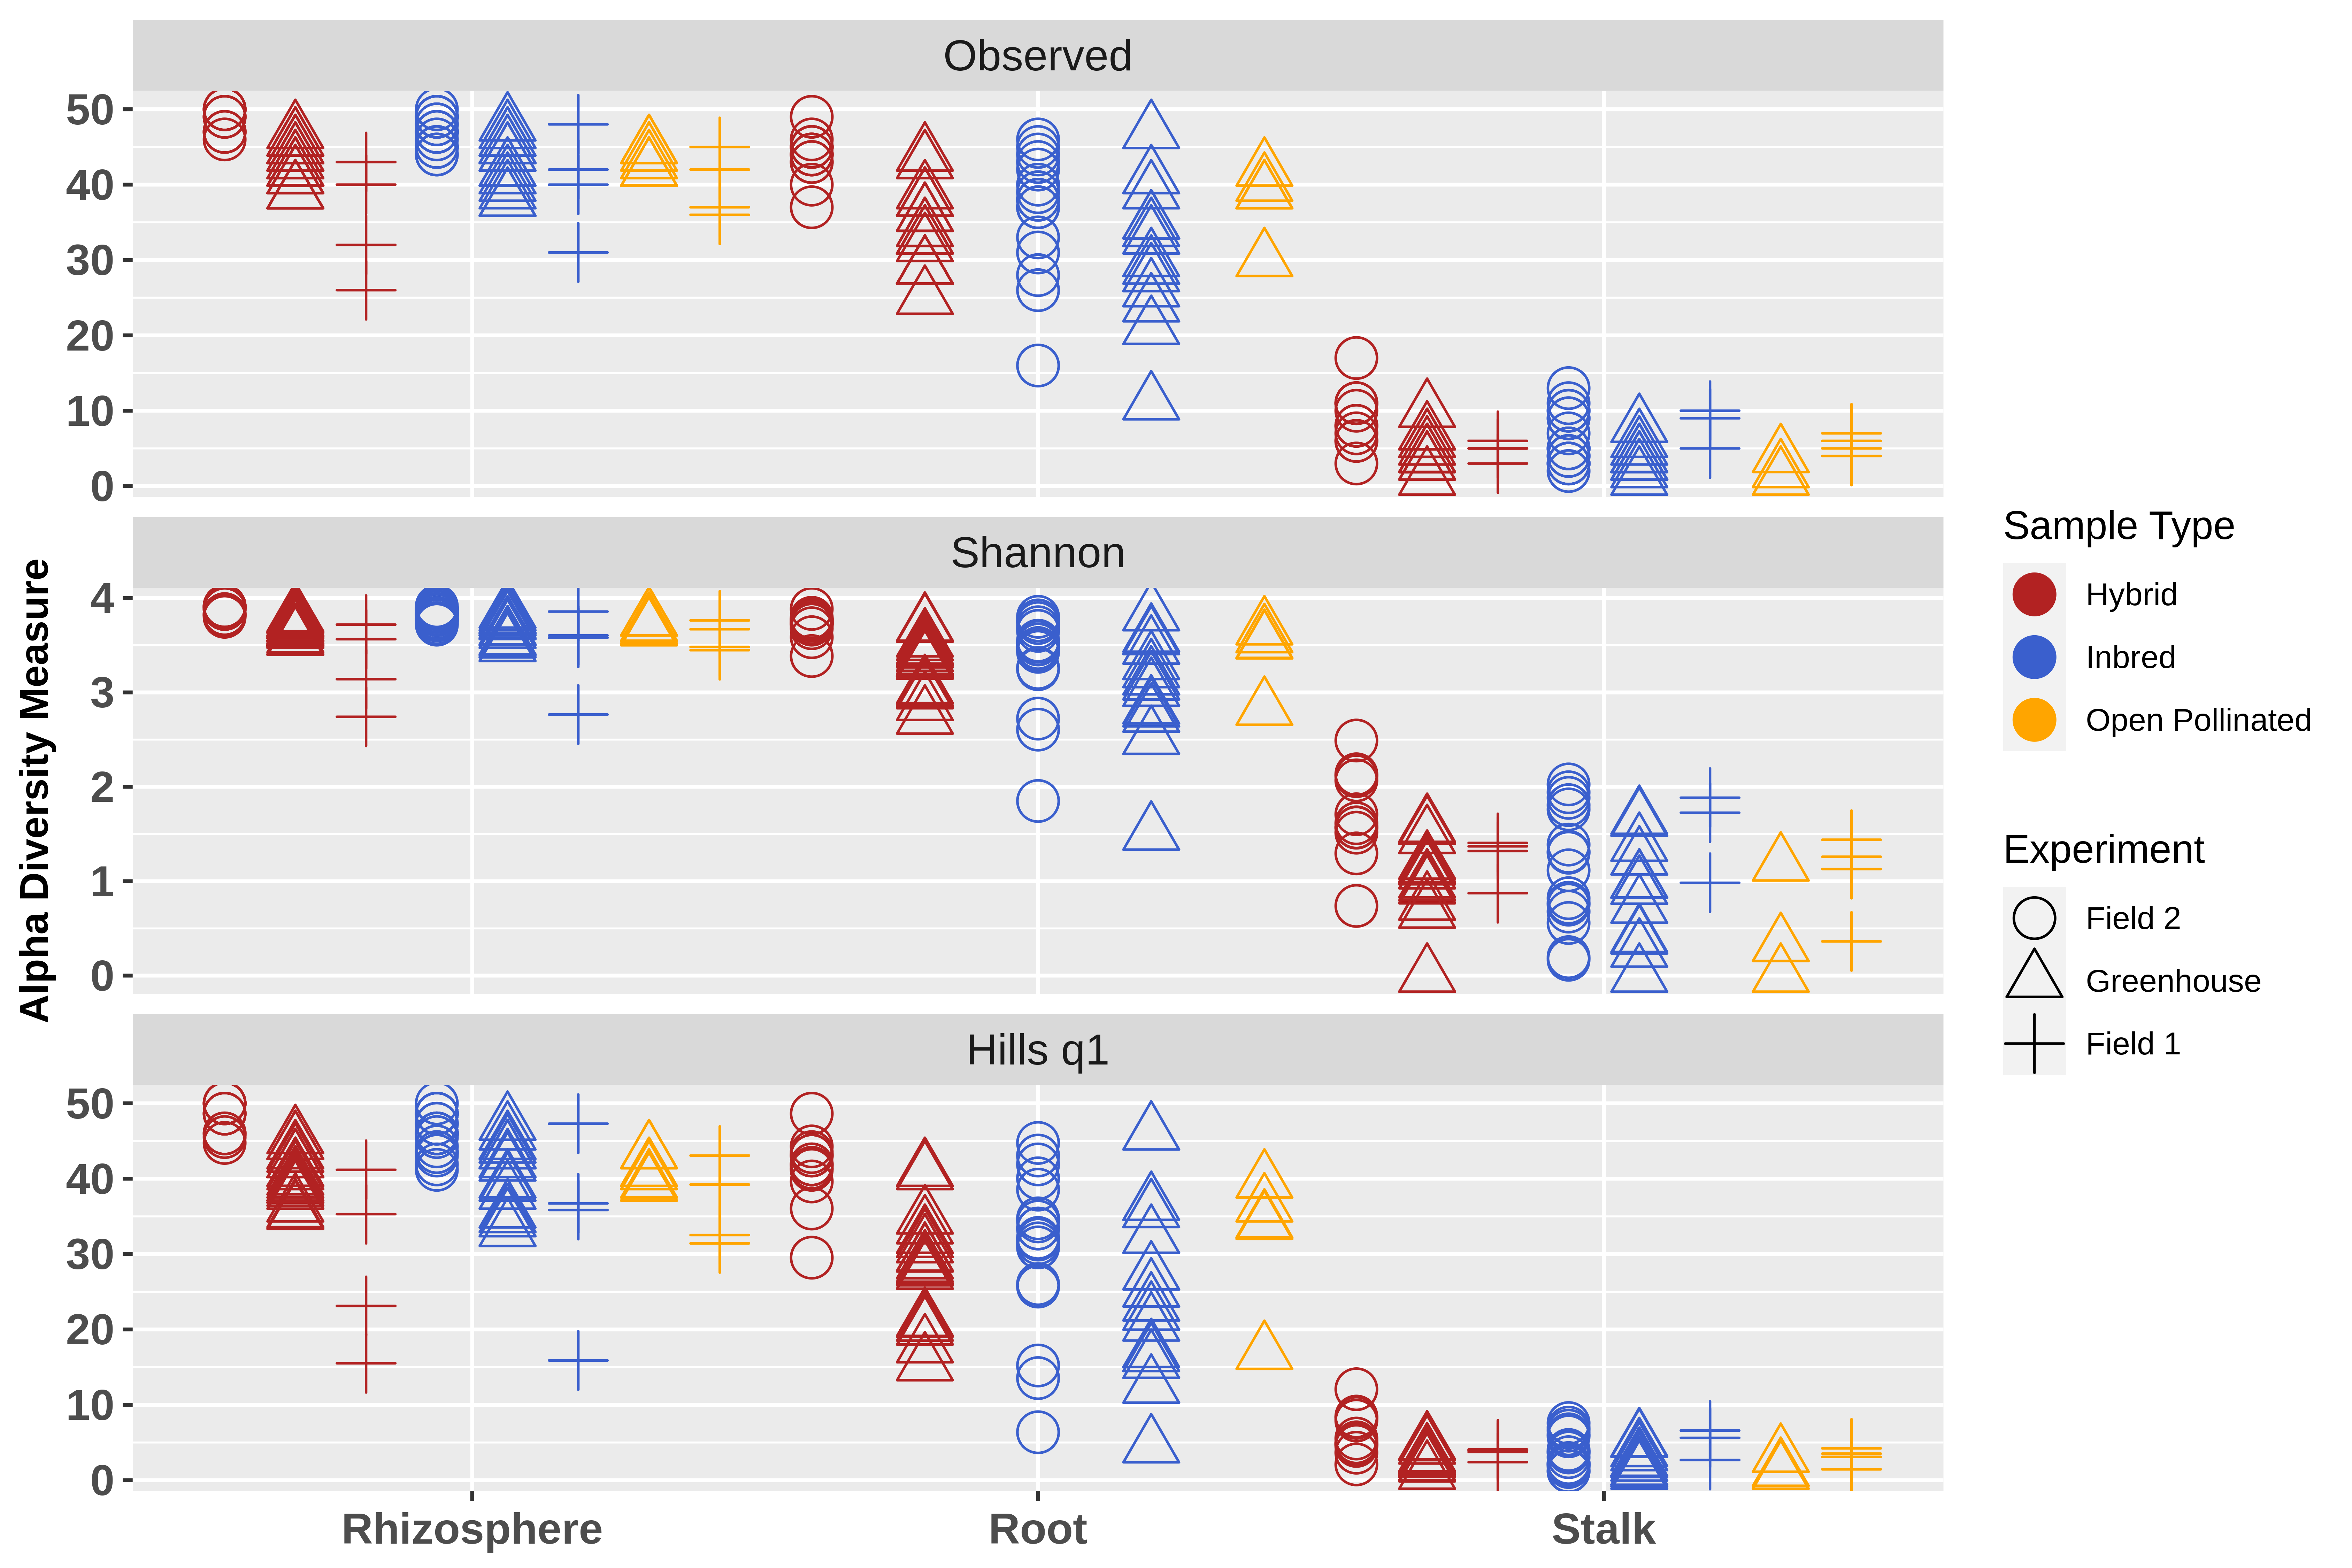 Observed
50
40
30
20
10
0
Shannon
4
3
2
1
0
Hills q1
50
40
30
20
10
0
Rhizosphere Root Stalk
Alpha Diversity Measure
Sample Type
Hybrid
Inbred
Open Pollinated
Experiment
Field 2
Greenhouse
Field 1